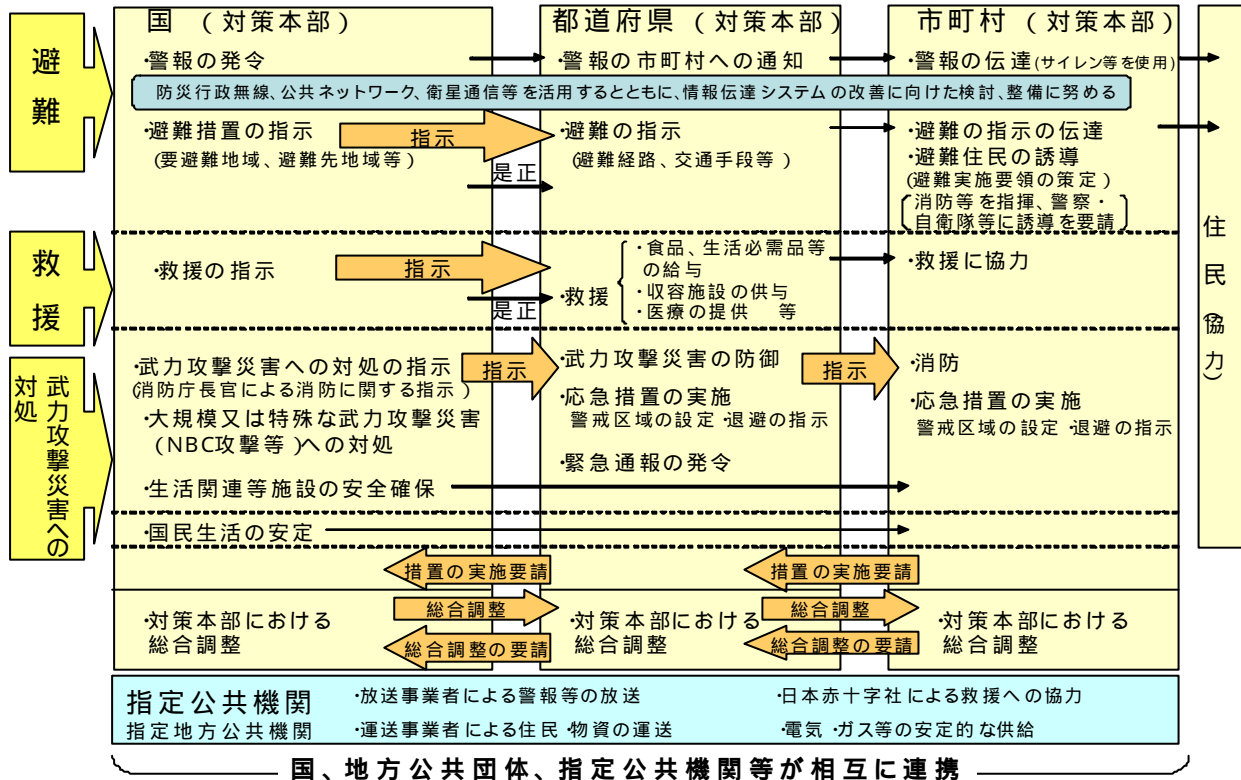 国 (対策本部)
都道府県 (対策本部)
市町村 (対策本部)
避難
・警報の発令
・警報の市町村への通知
・警報の伝達(サイレン等を使用)
防災行政無線、公共ネットワーク、衛星通信等を活用するとともに、情報伝達システムの改善に向けた検討、整備に努める
・避難措置の指示
(要避難地域、避難先地域等)
指示
是正
・避難の指示
(避難経路、交通手段等)
・避難の指示の伝達
・避難住民の誘導
(避難実施要領の策定)
消防等を指揮、警察・
自衛隊等に誘導を要請
救援
・救援の指示
指示
是正
・救援
・食品、生活必需品等
の給与
・収容施設の供与
・医療の提供 等
・救援に協力
武力攻撃災害への
対処
・武力攻撃災害への対処の指示
(消防庁長官による消防に関する指示)
・大規模又は特殊な武力攻撃災害
(NBC攻撃等)への対処
・生活関連等施設の安全確保
・国民生活の安定
指示
・武力攻撃災害の防御
・応急措置の実施
警戒区域の設定・退避の指示
・緊急通報の発令
指示
・消防
・応急措置の実施
警戒区域の設定・退避の指示
措置の実施要請
措置の実施要請
・対策本部における
総合調整
総合調整
総合調整の要請
・対策本部における
総合調整
総合調整
総合調整の要請
・対策本部における
総合調整
住民(協力)
指定公共機関
指定地方公共機関
・放送事業者による警報等の放送
・日本赤十字社による救援への協力
・運送事業者による住民・物資の運送
・電気・ガス等の安定的な供給
国、地方公共団体、指定公共機関等が相互に連携